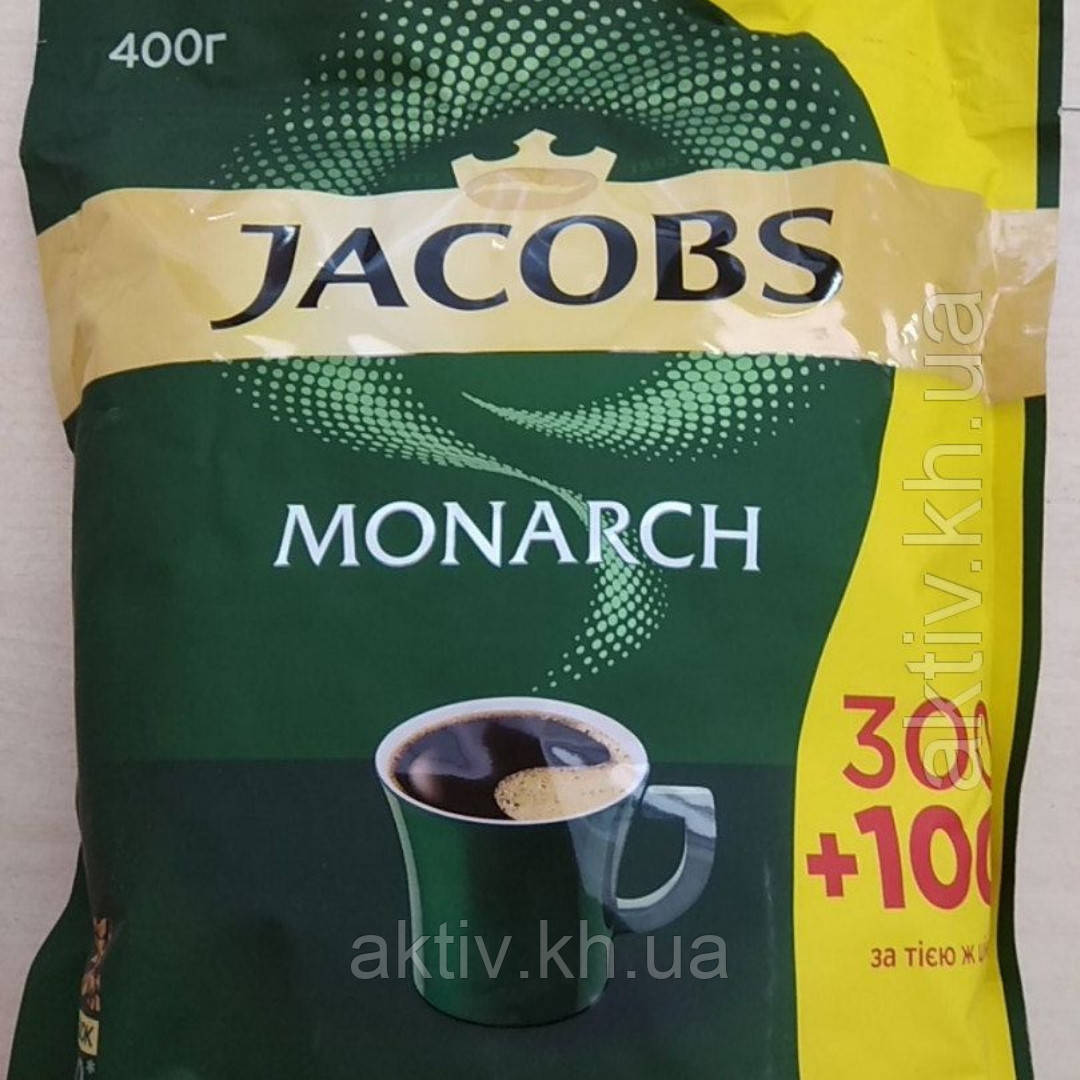 400г
JACOBS
MONARCH
300
+100
за тією ж
aktiv.kh.ua
aktiv.kh.ua